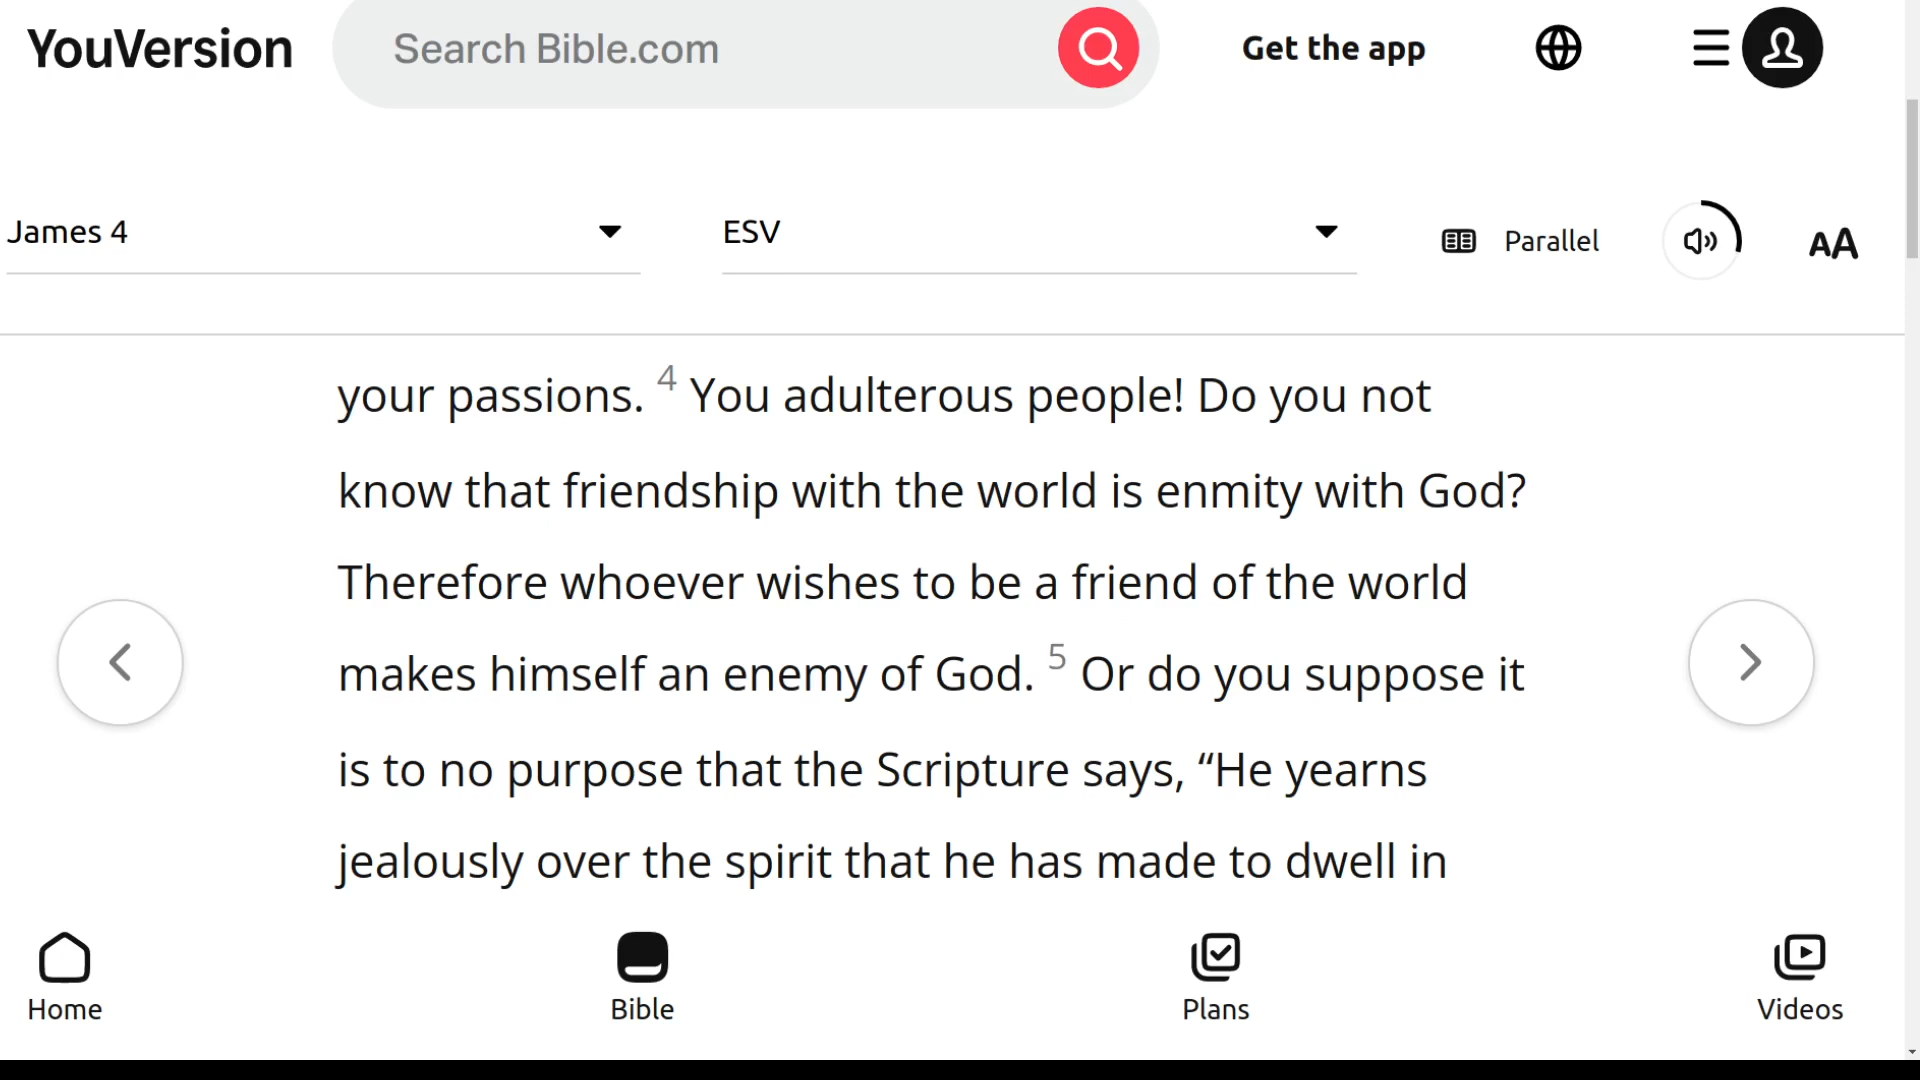 YouVersion
Search Bible.com
Get the app
James 4
ESV
Parallel
AA
your passions. 4 You adulterous people! Do you not
know that friendship with the world is enmity with God?
Therefore whoever wishes to be a friend of the world
makes himself an enemy of God. 5 Or do you suppose it
is to no purpose that the Scripture says, “He yearns
jealously over the spirit that he has made to dwell in
Home
Bible
Plans
Videos